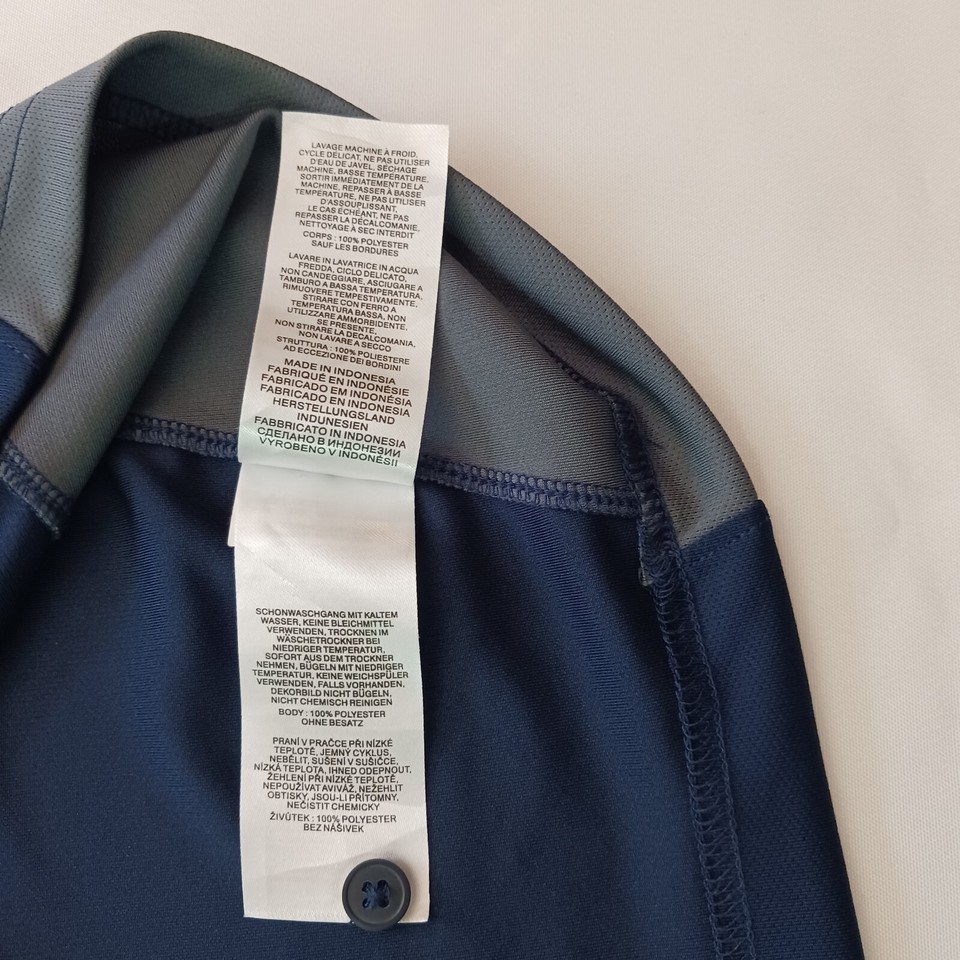 LAVAGE MACHINE À FROID,
CYCLE DELICAT, NE PAS UTILISER
D'EAU DE JAVEL, SÉCHAGE
MACHINE, BASSE TEMPÉRATURE,
SORTIR IMMÉDIATEMENT DE LA
MACHINE, REPASSER À BASSE
TEMPÉRATURE, NE PAS UTILISER
D'ASSOUPLISSANT,
LE CAS ÉCHÉANT, NE PAS
REPASSER LA DÉCALCOMANIE,
NETTOYAGE À SEC INTERDIT
CORPS : 100% POLYESTER
SAUF LES BORDURES
LAVARE IN LAVATRICE IN ACQUA
FREDDA, CICLO DELICATO,
NON CANDEGGIARE, ASCIUGARE A
TAMBURO A BASSA TEMPERATURA,
RIMUOVERE TEMPESTIVAMENTE,
STIRARE CON FERRO A
TEMPERATURA BASSA, NON
UTILIZZARE AMMORBIDENTE,
SE PRESENTE,
NON STIRARE LA DECALCOMANIA,
NON LAVARE A SECCO
STRUTTURA : 100% POLIESTERE
AD ECCEZIONE DEI BORDINI
MADE IN INDONESIA
FABRIQUÉ EN INDONÉSIE
FABRICADO EM INDONÉSIA
FABRICADO EN INDONESIA
HERSTELLUNGSLAND
INDUNESIEN
FABBRICATO IN INDONESIA
СДЕЛАНО В ИНДОНЕЗИИ
VYROBENO V INDONÉSII
SCHONWASCHGANG MIT KALTEM
WASSER, KEINE BLEICHMITTEL
VERWENDEN, TROCKNEN IM
WÄSCHETROCKNER BEI
NIEDRIGER TEMPERATUR,
SOFORT AUS DEM TROCKNER
NEHMEN, BÜGELN MIT NIEDRIGER
TEMPERATUR, KEINE WEICHSPÜLER
VERWENDEN, FALLS VORHANDEN,
DEKORBILD NICHT BÜGELN,
NICHT CHEMISCH REINIGEN
BODY : 100% POLYESTER
OHNE BESATZ
PRANÍ V PRAČCE PŘI NÍZKÉ
TEPLOTĚ, JEMNÝ CYKLUS,
NEBĚLIT, SUŠENÍ V SUŠIČCE,
NÍZKÁ TEPLOTA, IHNED ODEPNOUT,
ŽEHLENÍ PŘI NÍZKÉ TEPLOTĚ,
NEPOUŽÍVAT AVIVÁŽ, NEŽEHLIT
OBTISKY, JSOU-LI PŘÍTOMNY,
NEČISTIT CHEMICKY
ŽIVŮTEK : 100% POLYESTER
BEZ NÁŠIVEK